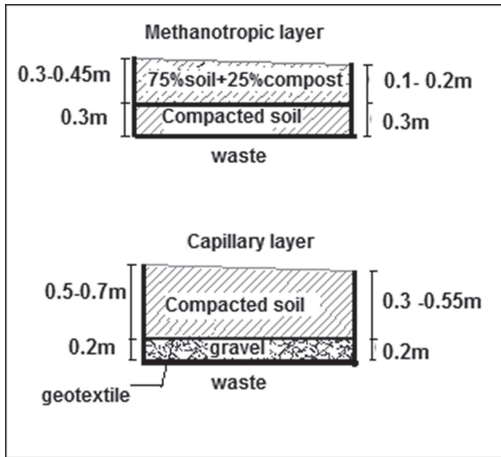 Methanotropic layer
0.3-0.45m
75%soil+25%compost
0.1- 0.2m
0.3m
Compacted soil
0.3m
waste
Capillary layer
0.5-0.7m
Compacted soil
0.3 -0.55m
0.2m
gravel
0.2m
geotextile
waste